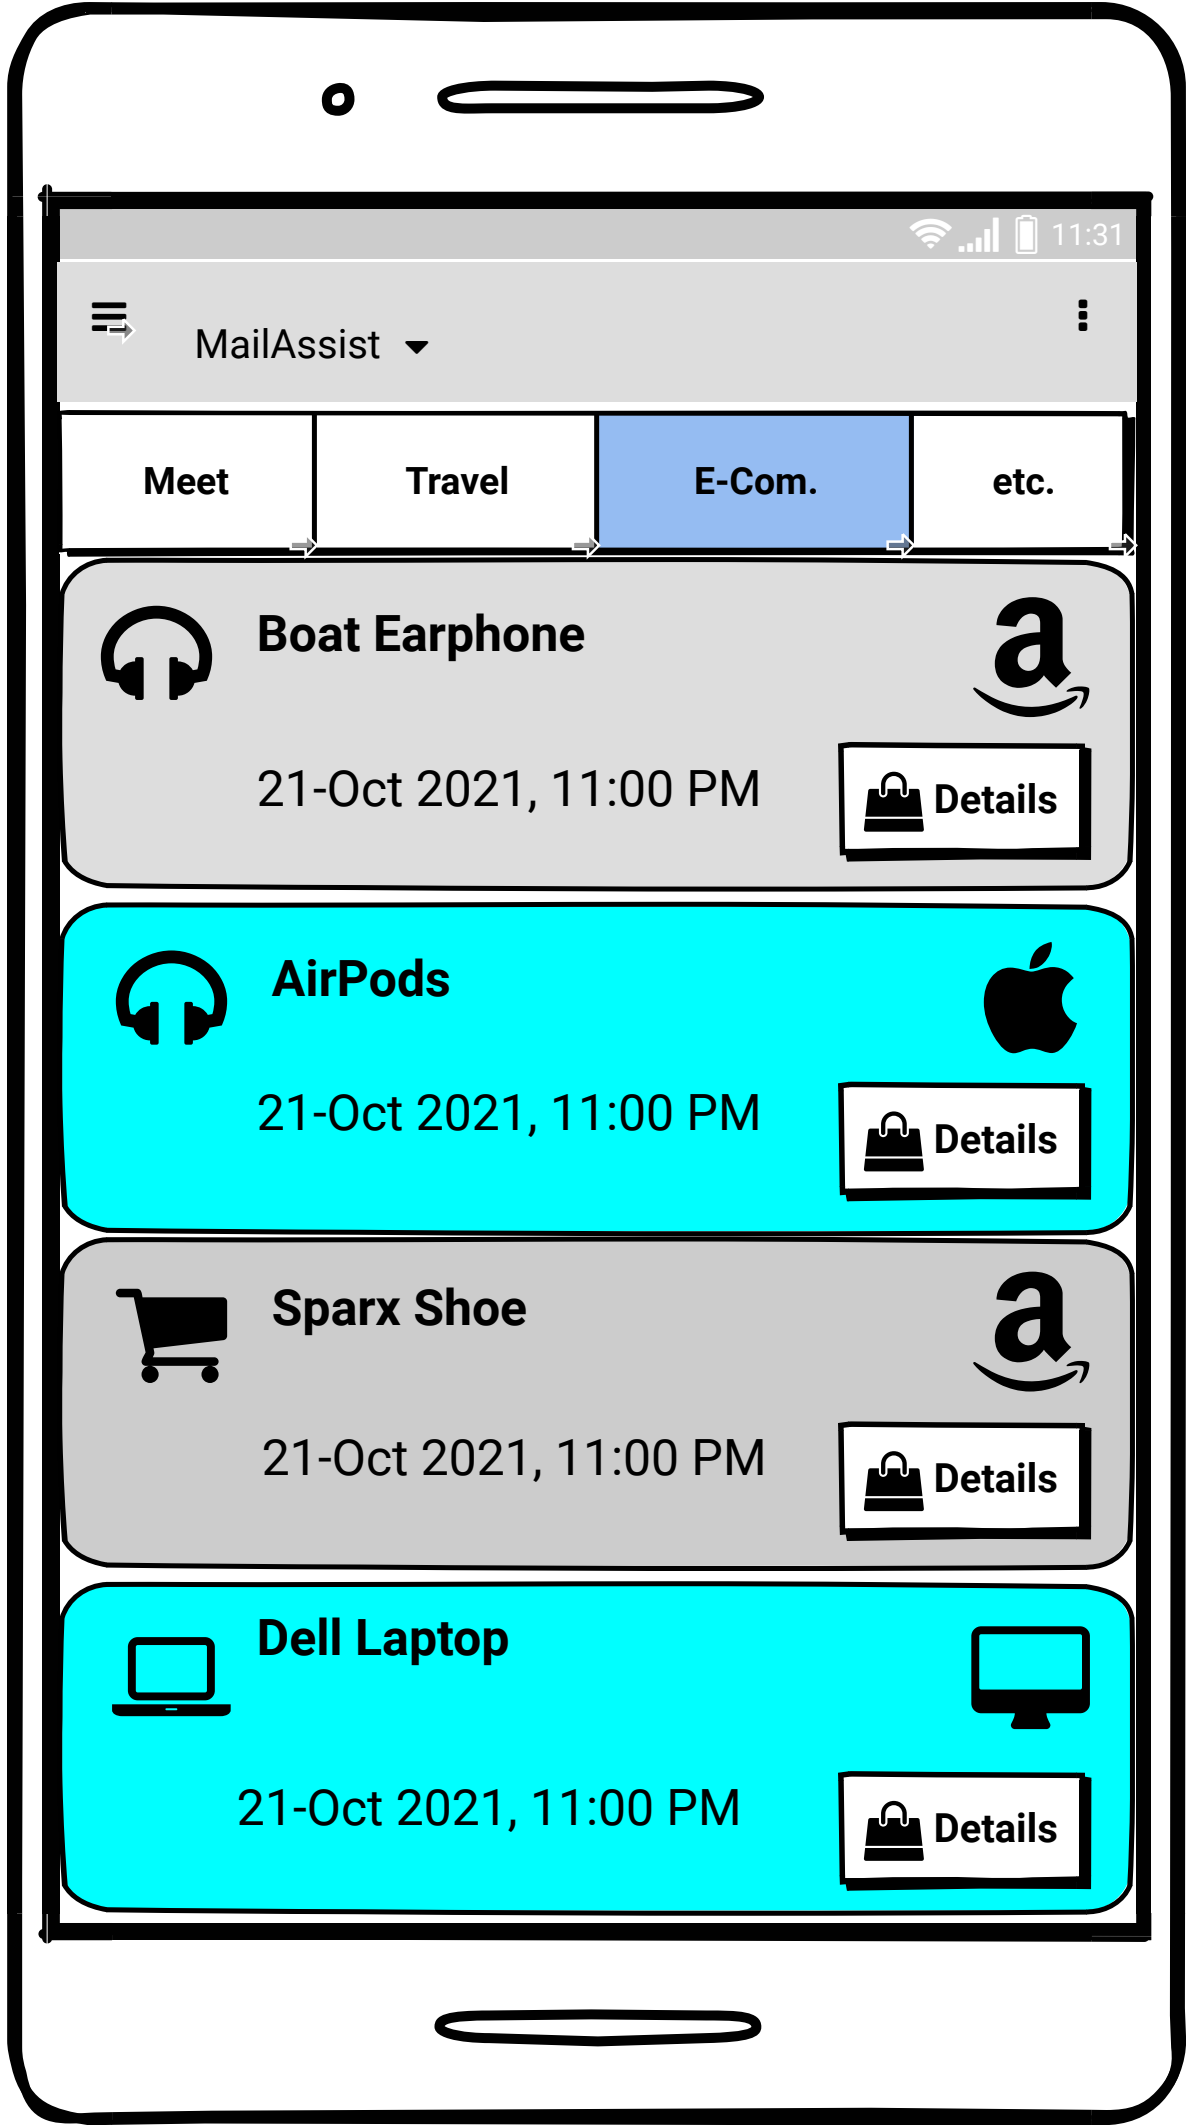 11:31
MailAssist
Meet Travel E-Com. etc.
Boat Earphone
21-Oct 2021, 11:00 PM Details
AirPods
21-Oct 2021, 11:00 PM Details
Sparx Shoe
21-Oct 2021, 11:00 PM Details
Dell Laptop
21-Oct 2021, 11:00 PM Details